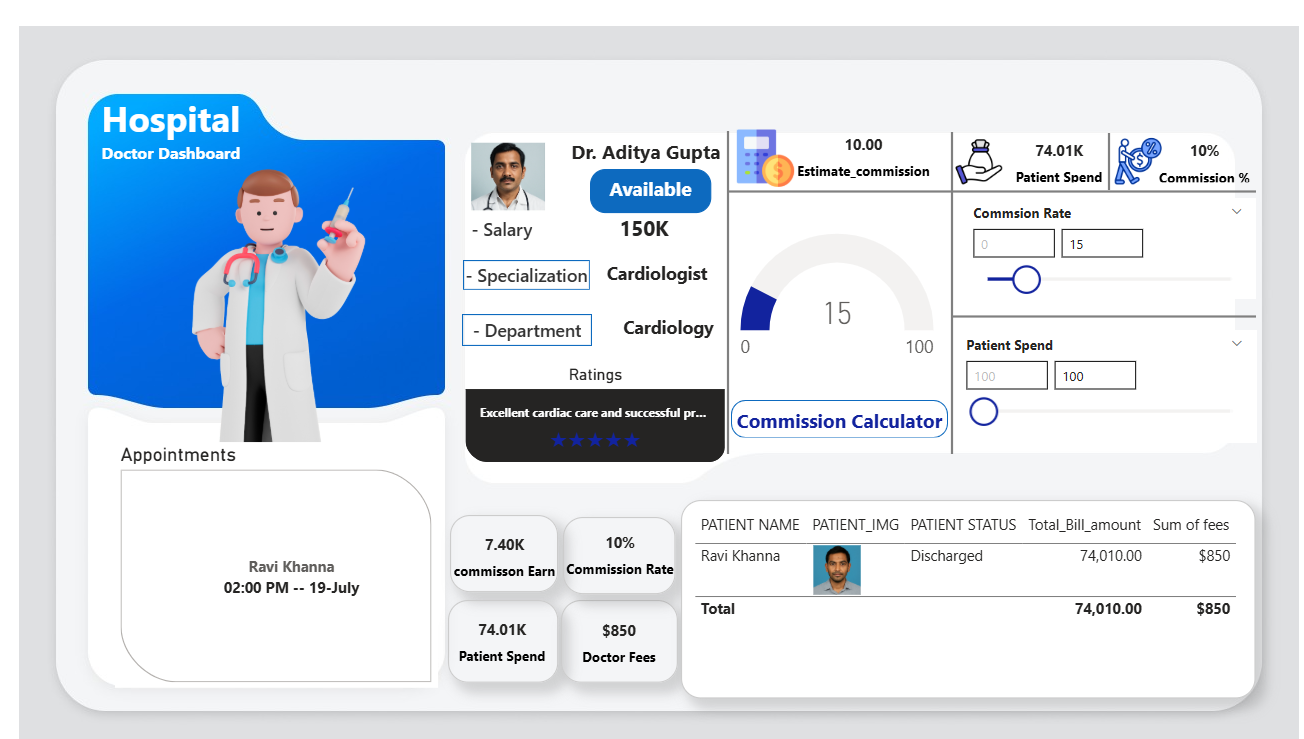 Hospital
Doctor Dashboard
Appointments
Ravi Khanna
02:00 PM -- 19-July
Dr. Aditya Gupta
Available
- Salary 150K
- Specialization Cardiologist
- Department Cardiology
Ratings
Excellent cardiac care and successful pr...
★★★★★
10.00
Estimate_commission
74.01K
Patient Spend
10%
Commission %
15
0 100
Commission Calculator
Commsion Rate
0 15
Patient Spend
100 100
7.40K
commisson Earn
10%
Commission Rate
74.01K
Patient Spend
$850
Doctor Fees
PATIENT NAME PATIENT_IMG PATIENT STATUS Total_Bill_amount Sum of fees
Ravi Khanna Discharged 74,010.00 $850
Total 74,010.00 $850